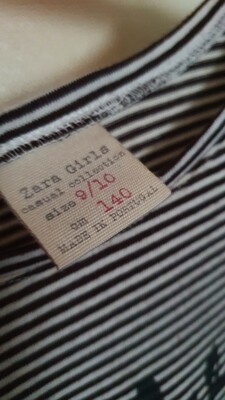 Zara Girls
casual collection
size 9/10
cm 140
MADE IN PORTUGAL